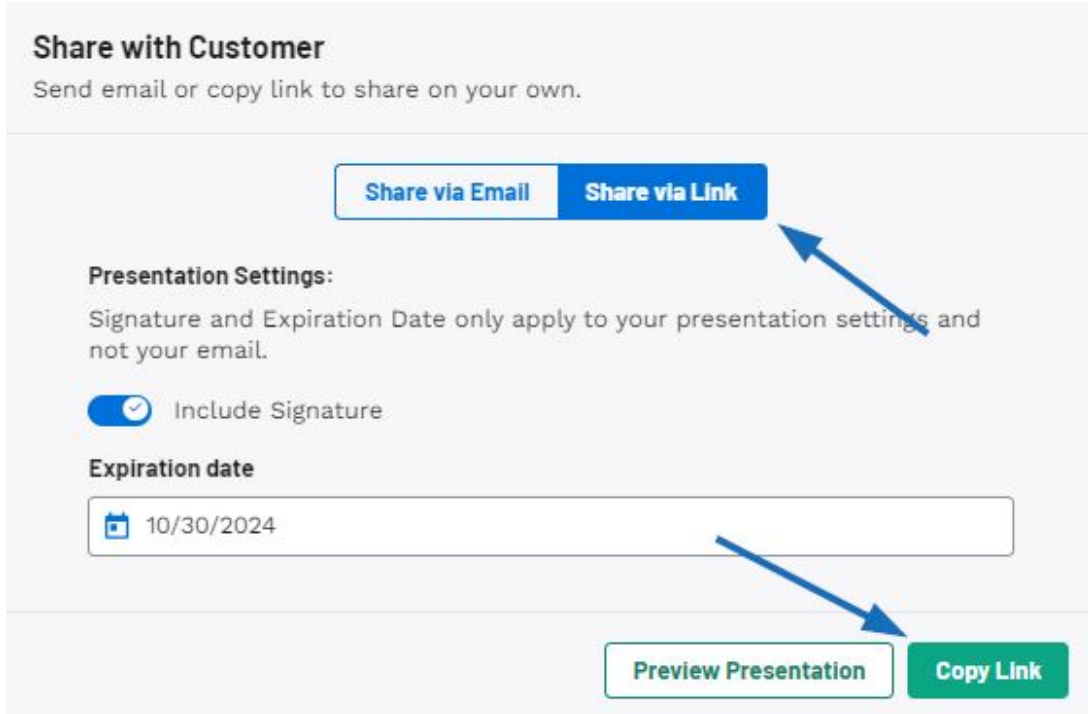 Share with Customer
Send email or copy link to share on your own.
Share via Email
Share via Link
Presentation Settings:
Signature and Expiration Date only apply to your presentation settings and
not your email.
Include Signature
Expiration date
10/30/2024
Preview Presentation
Copy Link